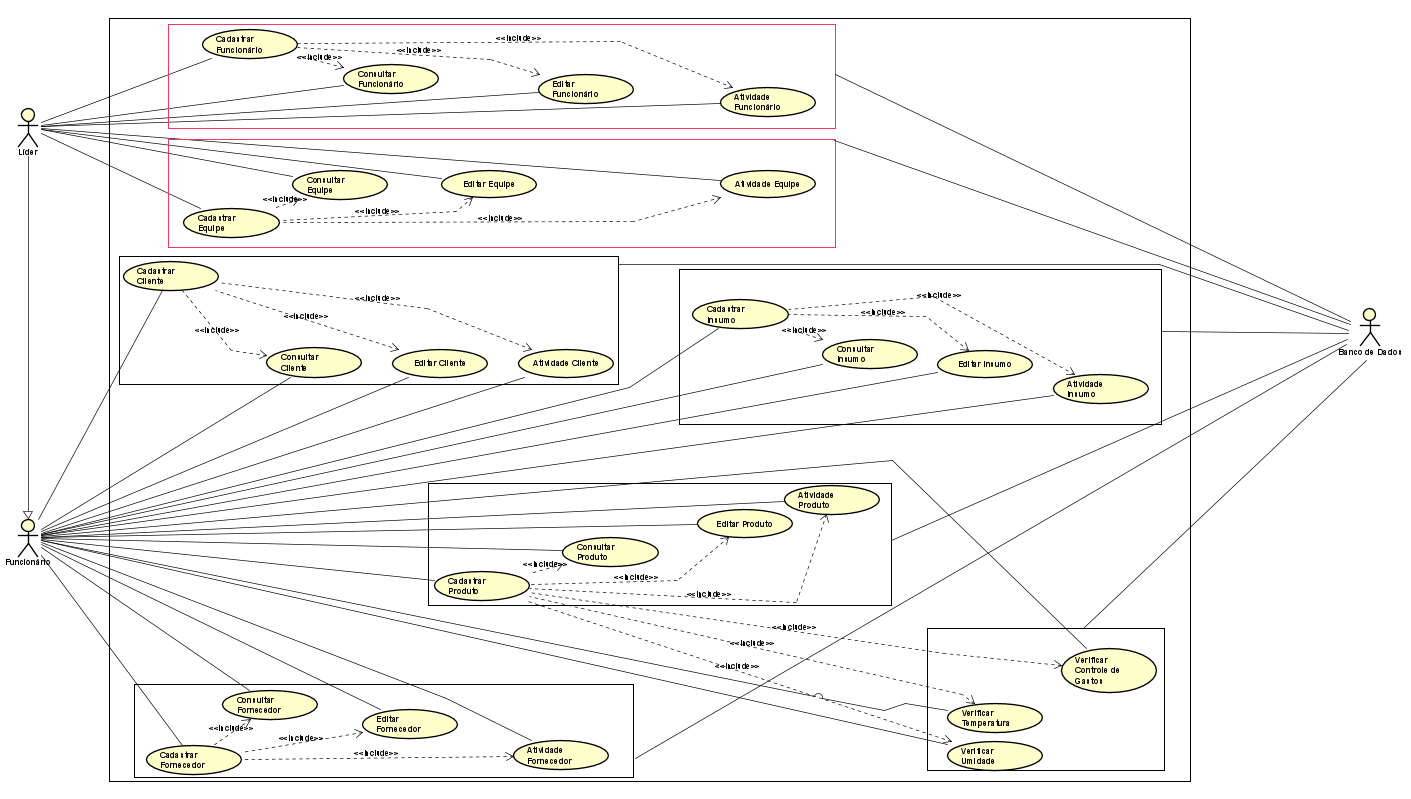 Cadastrar
Funcionário
<<Include>>
<<Include>>
<<Include>>
Consultar
Funcionário
Editar
Funcionário
Atividade
Funcionário
Líder
Consultar
Equipe
Editar Equipe
Atividade Equipe
<<Include>>
<<Include>>
<<Include>>
Cadastrar
Equipe
Cadastrar
Cliente
<<Include>>
<<Include>>
<<Include>>
Consultar
Cliente
Editar Cliente
Atividade Cliente
Cadastrar
Insumo
<<Include>>
<<Include>>
<<Include>>
Consultar
Insumo
Editar Insumo
Atividade
Insumo
Banco de Dados
Funcionário
Atividade
Produto
Editar Produto
Consultar
Produto
<<Include>>
<<Include>>
<<Include>>
Cadastrar
Produto
<<Include>>
<<Include>>
<<Include>>
Verificar
Controle de
Gastos
Verificar
Temperatura
Verificar
Umidade
Consultar
Fornecedor
Editar
Fornecedor
<<Include>>
<<Include>>
<<Include>>
Cadastrar
Fornecedor
Atividade
Fornecedor